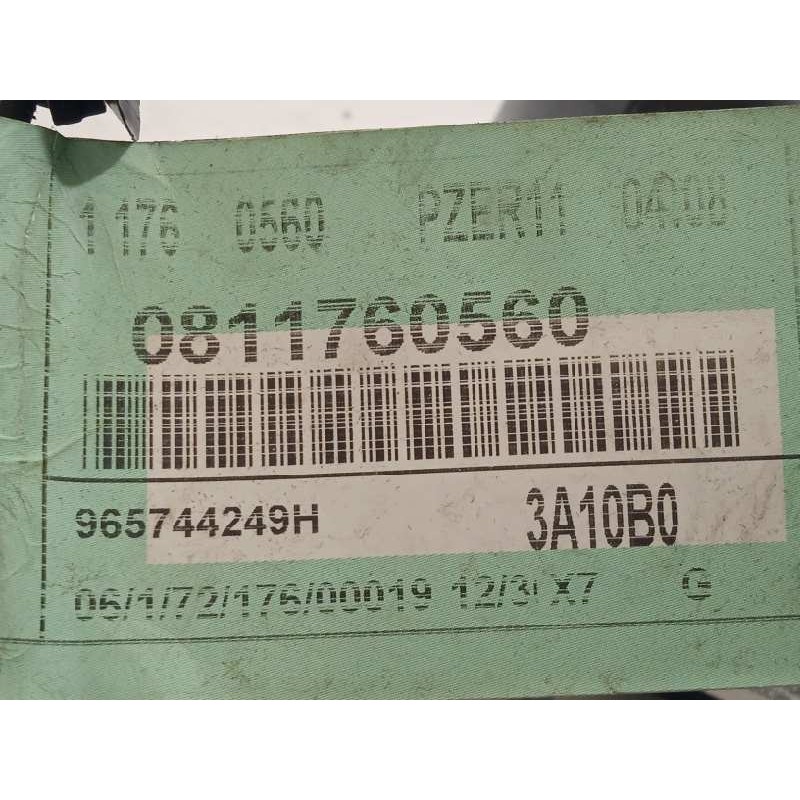 1 176 0560 PZER11 04:08
0811760560
965744249H 3A10B0
06/1/72/176/00019 12/3 X7 G